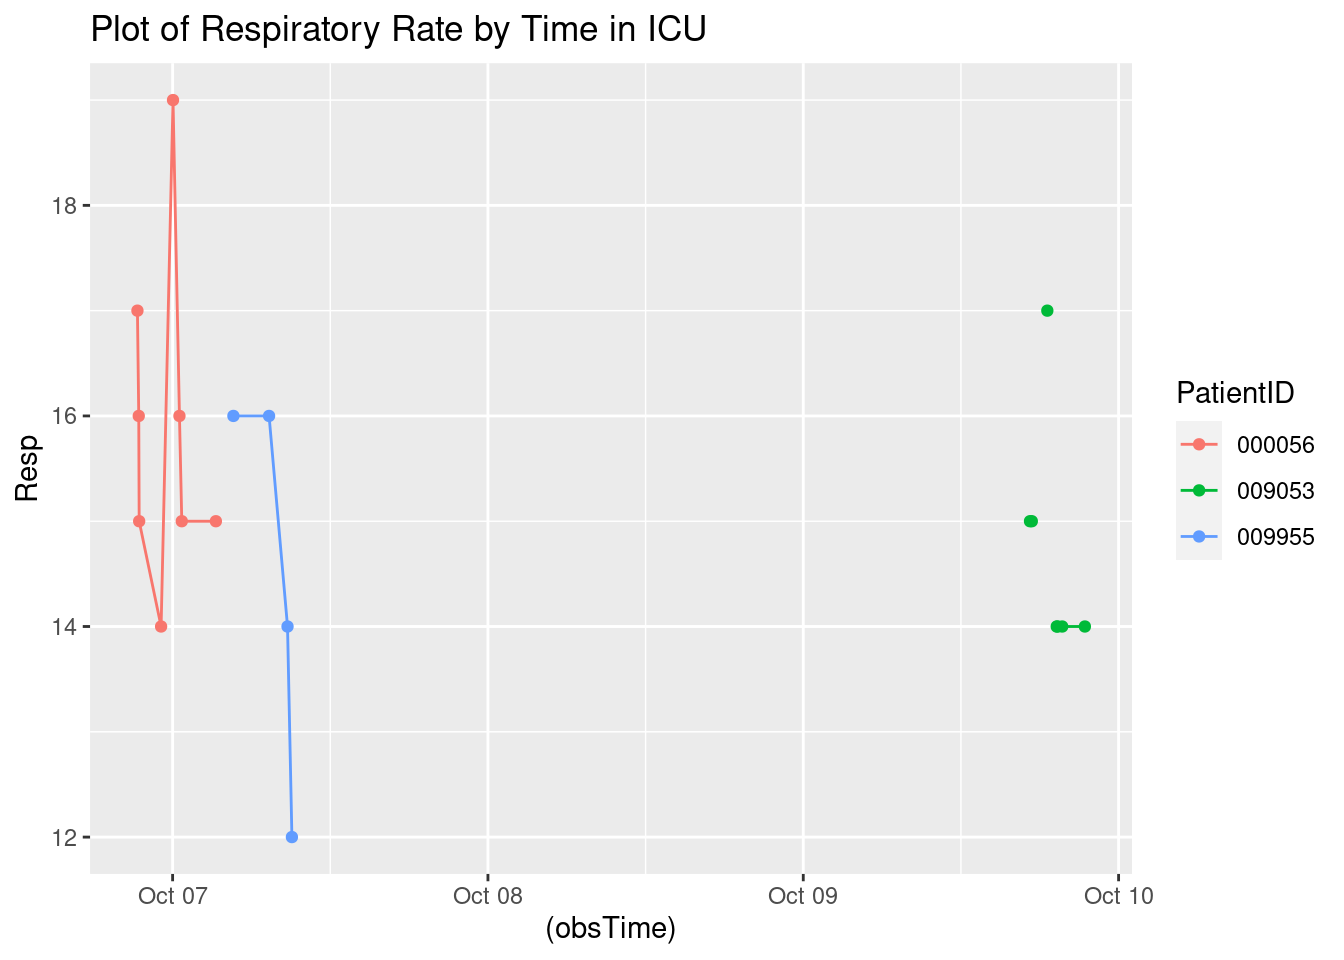 Plot of Respiratory Rate by Time in ICU
Resp
18
16
14
12
Oct 07
Oct 08
Oct 09
Oct 10
(obsTime)
PatientID
000056
009053
009955